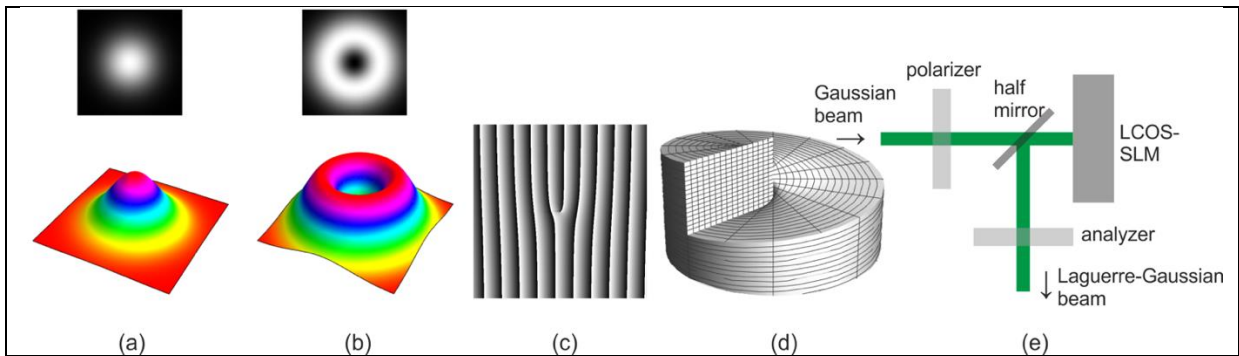 polarizer
half
mirror
Gaussian
beam
→
LCOS-
SLM
analyzer
↓ Laguerre-Gaussian
beam
(a)
(b)
(c)
(d)
(e)